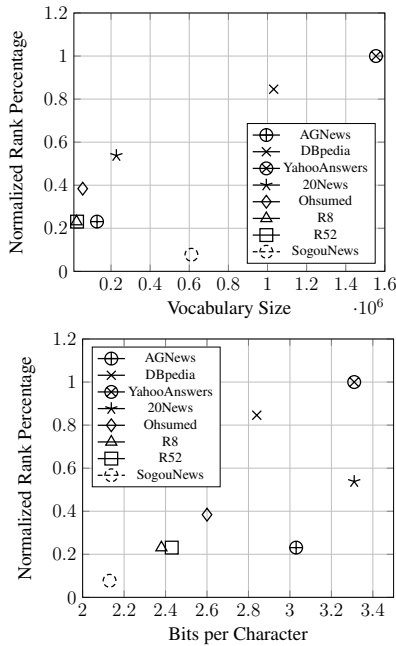 Normalized Rank Percentage
1.2
1
0.8
0.6
0.4
0.2
0
AGNews
DBpedia
YahooAnswers
20News
Ohsumed
R8
R52
SogouNews
0.2 0.4 0.6 0.8 1 1.2 1.4 1.6
Vocabulary Size ·10⁶
Normalized Rank Percentage
1.2
1
0.8
0.6
0.4
0.2
0
AGNews
DBpedia
YahooAnswers
20News
Ohsumed
R8
R52
SogouNews
2 2.2 2.4 2.6 2.8 3 3.2 3.4
Bits per Character